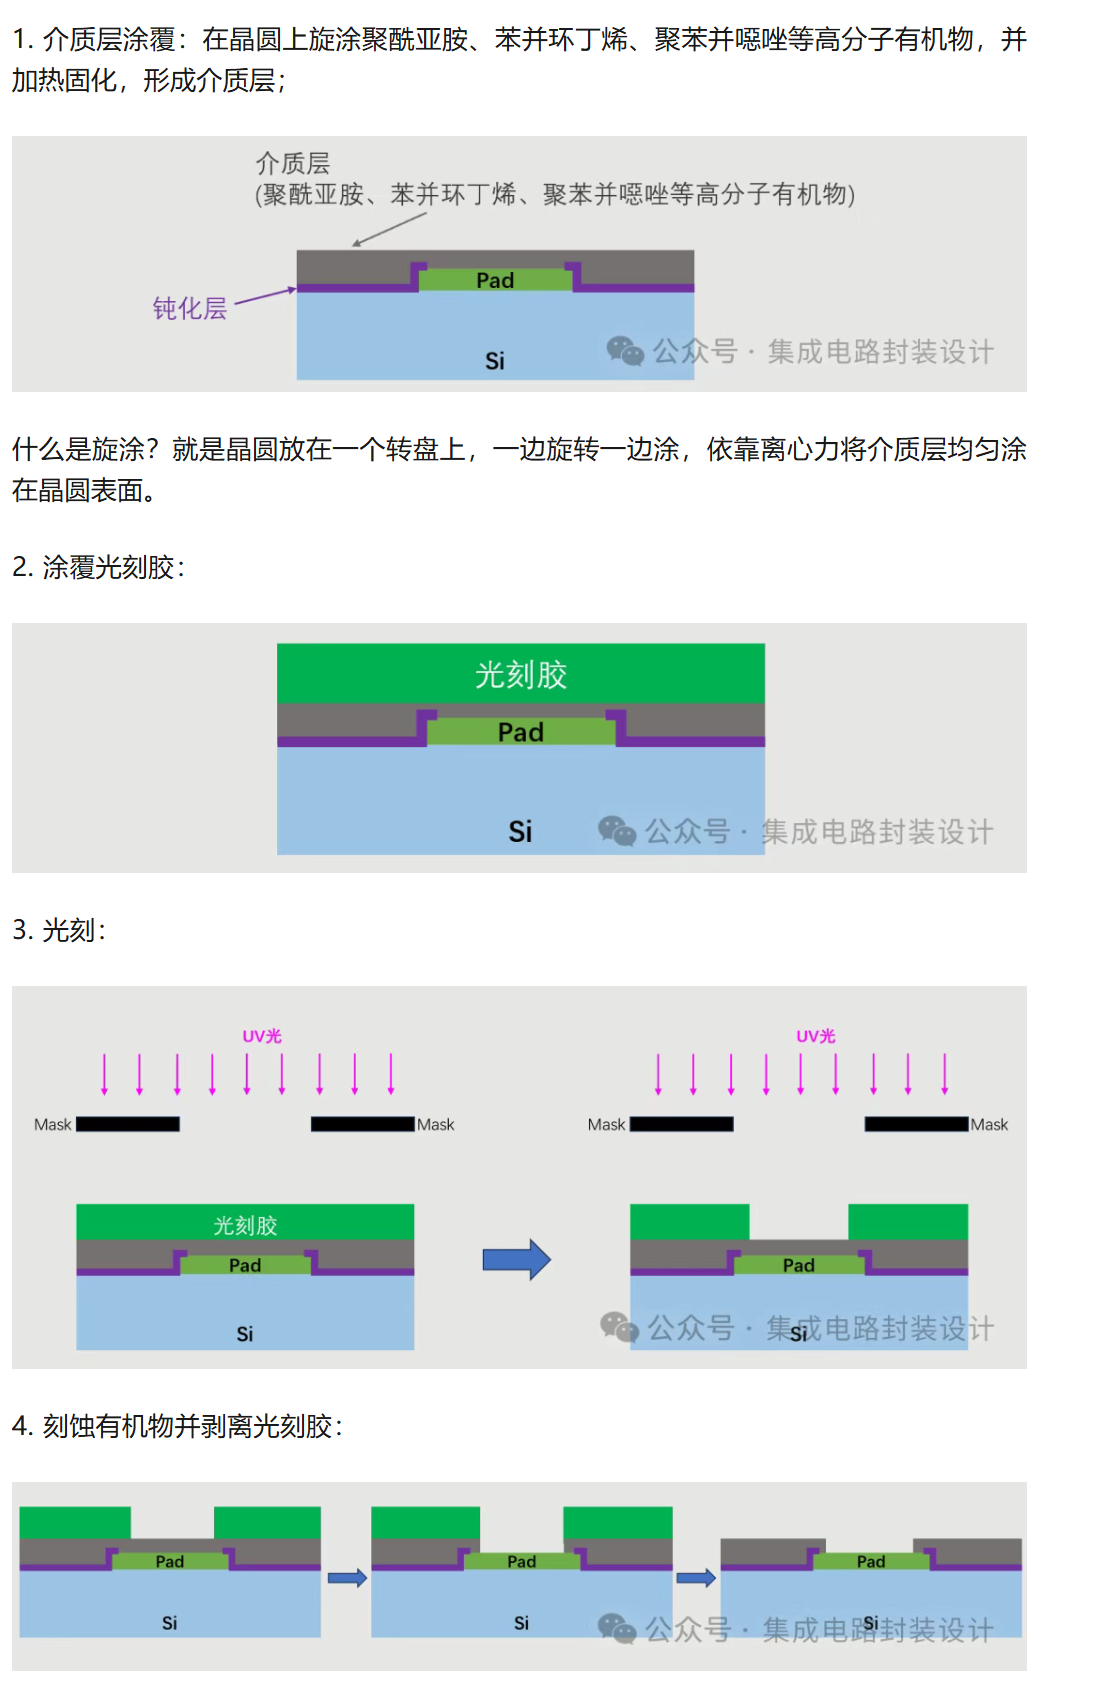 1. 介质层涂覆：在晶圆上旋涂聚酰亚胺、苯并环丁烯、聚苯并噁唑等高分子有机物，并
加热固化，形成介质层；
介质层
(聚酰亚胺、苯并环丁烯、聚苯并噁唑等高分子有机物)
Pad
钝化层
Si
公众号 · 集成电路封装设计
什么是旋涂？就是晶圆放在一个转盘上，一边旋转一边涂，依靠离心力将介质层均匀涂
在晶圆表面。
2. 涂覆光刻胶：
光刻胶
Pad
Si
公众号 · 集成电路封装设计
3. 光刻：
UV光
UV光
Mask
Mask
Mask
Mask
光刻胶
Pad
Pad
Si
Si
公众号 · 集成电路封装设计
4. 刻蚀有机物并剥离光刻胶：
Pad
Pad
Pad
Si
Si
Si
公众号 · 集成电路封装设计